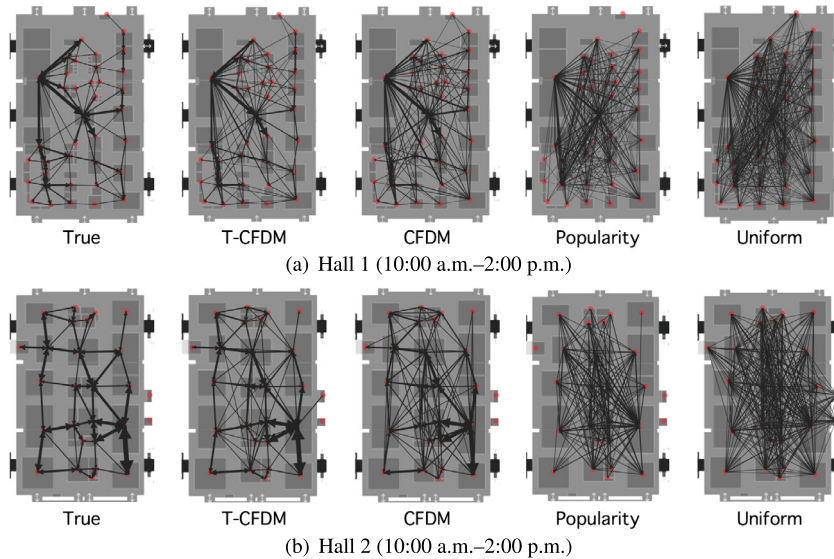 True T-CFDM CFDM Popularity Uniform
(a) Hall 1 (10:00 a.m.–2:00 p.m.)
True T-CFDM CFDM Popularity Uniform
(b) Hall 2 (10:00 a.m.–2:00 p.m.)